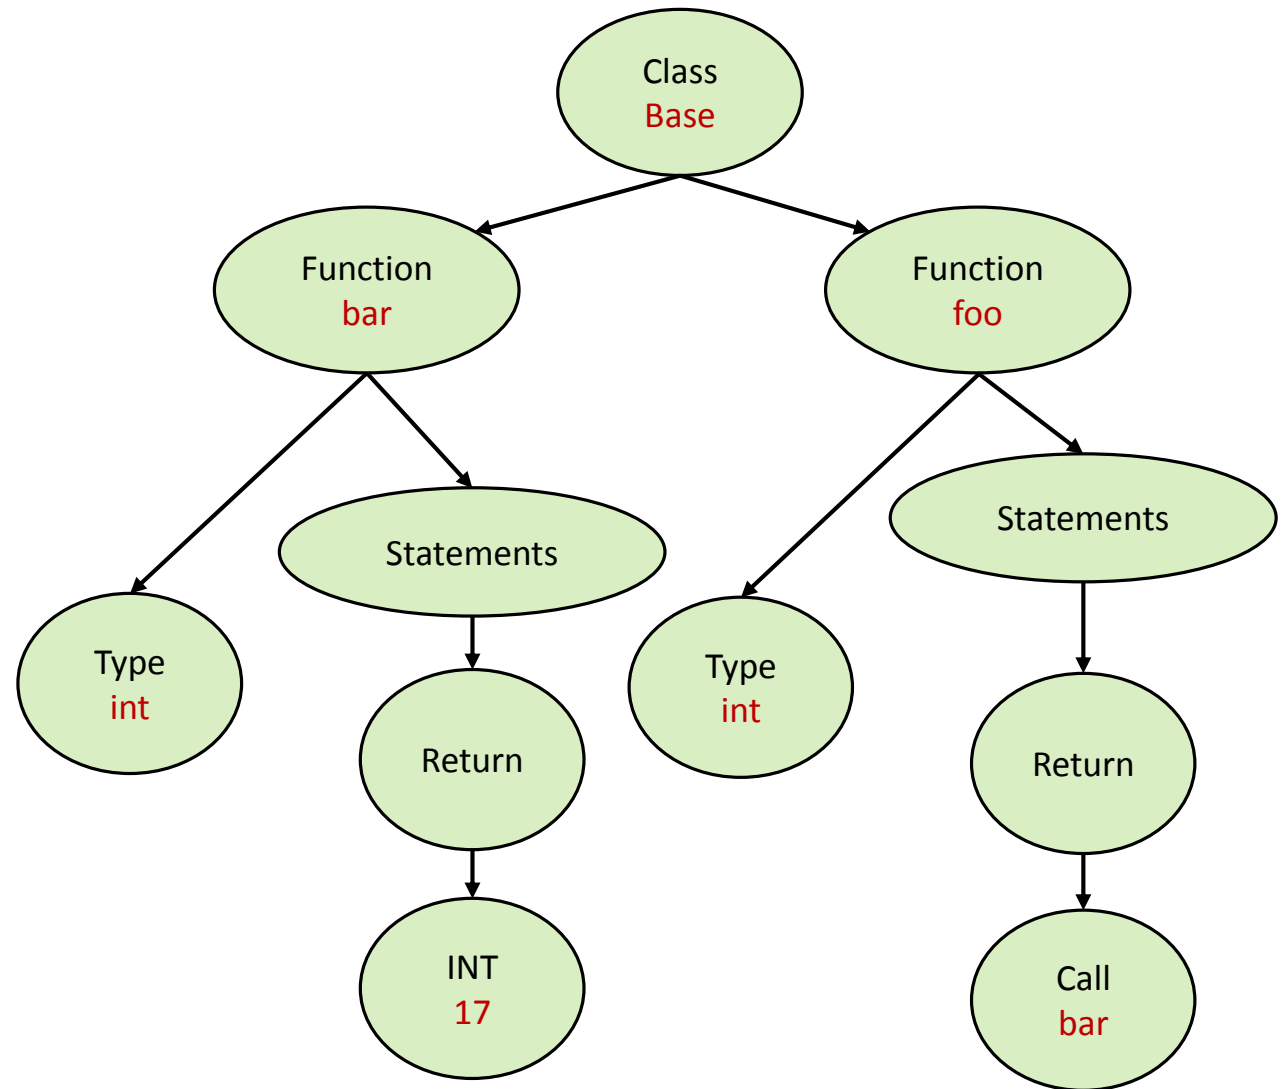 Class
Base
Function
bar
Function
foo
Statements
Statements
Type
int
Type
int
Return
Return
INT
17
Call
bar